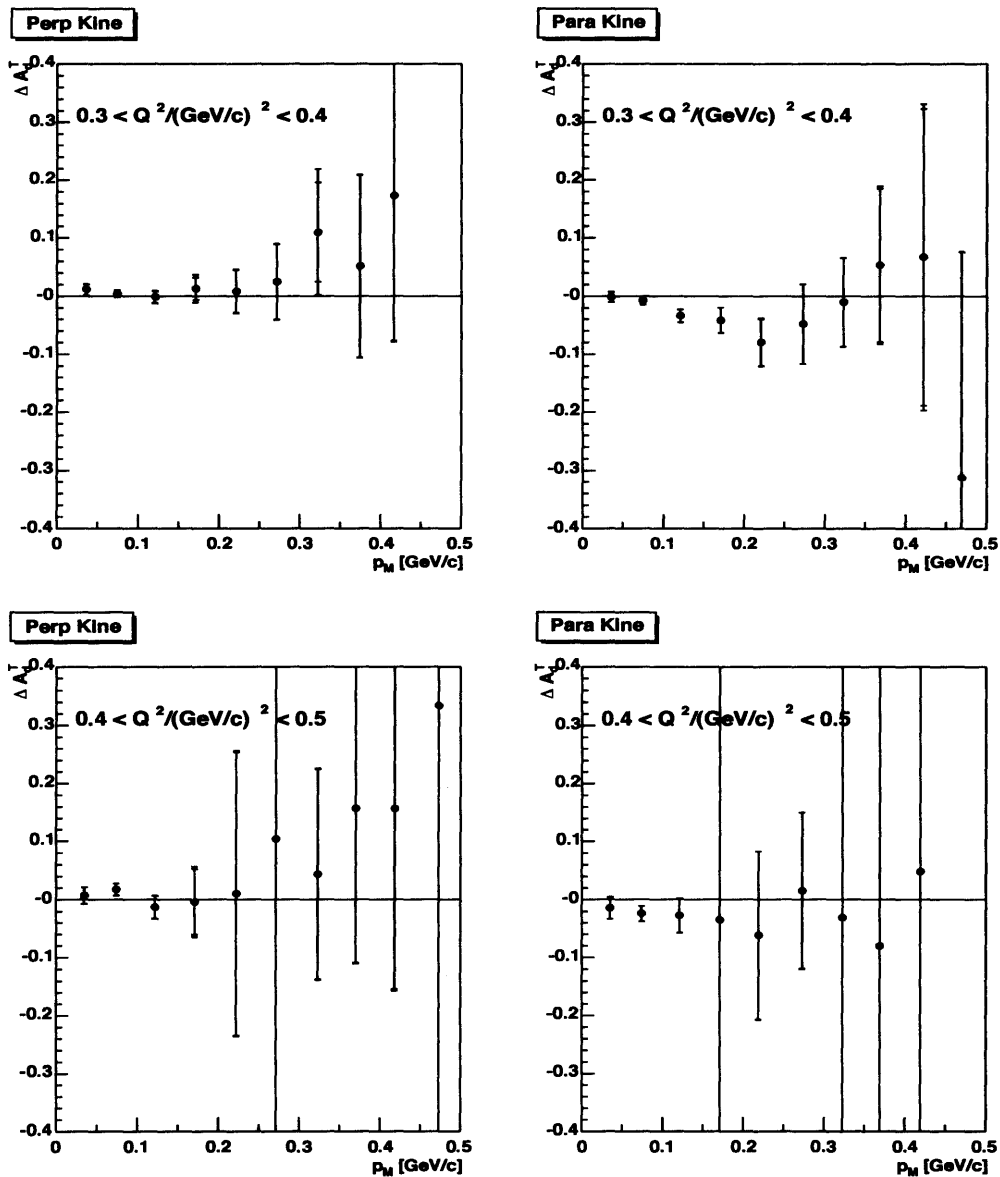 Perp Kine
Δ A_d^T
0.4
0.3
0.2
0.1
-0
-0.1
-0.2
-0.3
-0.4
0.3 < Q ²/(GeV/c) ² < 0.4
0 0.1 0.2 0.3 0.4 0.5
p_M [GeV/c]
Para Kine
Δ A_d^T
0.4
0.3
0.2
0.1
-0
-0.1
-0.2
-0.3
-0.4
0.3 < Q ²/(GeV/c) ² < 0.4
0 0.1 0.2 0.3 0.4 0.5
p_M [GeV/c]
Perp Kine
Δ A_d^T
0.4
0.3
0.2
0.1
-0
-0.1
-0.2
-0.3
-0.4
0.4 < Q ²/(GeV/c) ² < 0.5
0 0.1 0.2 0.3 0.4 0.5
p_M [GeV/c]
Para Kine
Δ A_d^T
0.4
0.3
0.2
0.1
-0
-0.1
-0.2
-0.3
-0.4
0.4 < Q ²/(GeV/c) ² < 0.5
0 0.1 0.2 0.3 0.4 0.5
p_M [GeV/c]